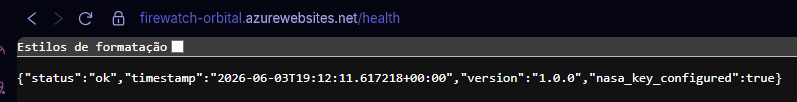 firewatch-orbital.azurewebsites.net/health
Estilos de formatação
{"status":"ok","timestamp":"2026-06-03T19:12:11.617218+00:00","version":"1.0.0","nasa_key_configured":true}